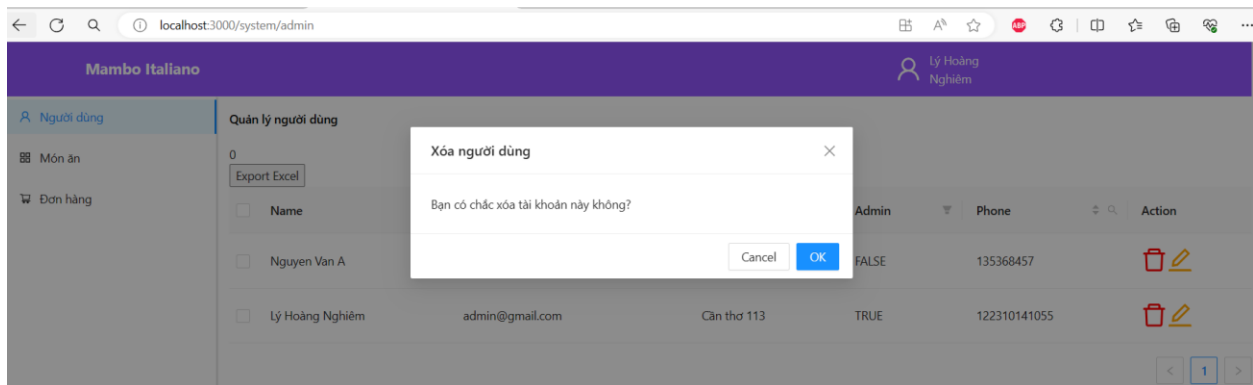 localhost:3000/system/admin
ABP
Mambo Italiano
Lý Hoàng
Nghiêm
Người dùng
Món ăn
Đơn hàng
Quản lý người dùng
0
Export Excel
Xóa người dùng
Bạn có chắc xóa tài khoản này không?
Cancel OK
Name Admin Phone Action
Nguyen Van A FALSE 135368457
Lý Hoàng Nghiêm admin@gmail.com Cần thơ 113 TRUE 122310141055
< 1 >